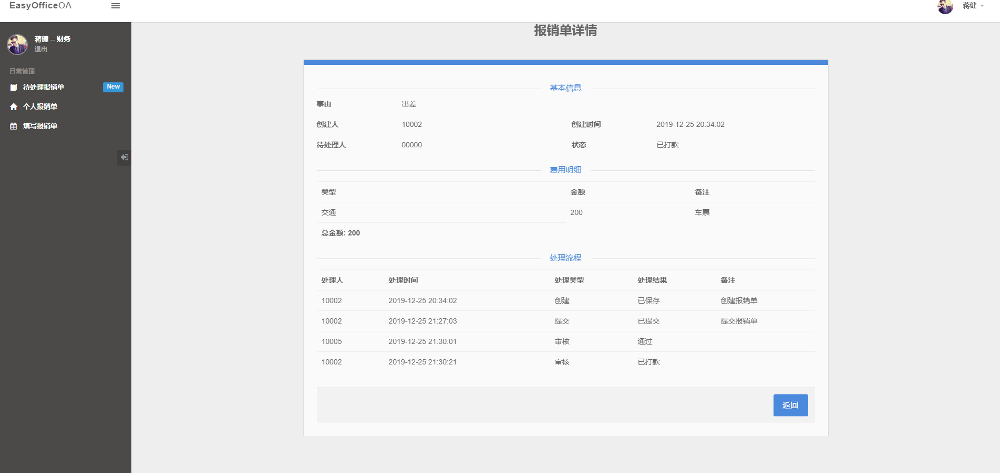 EasyOfficeOA
蒋健
蒋健 -- 财务
退出
日常管理
待处理报销单 New
个人报销单
填写报销单
报销单详情
基本信息
事由 出差
创建人 10002 创建时间 2019-12-25 20:34:02
待处理人 00000 状态 已打款
费用明细
类型 金额 备注
交通 200 车票
总金额: 200
处理流程
处理人 处理时间 处理类型 处理结果 备注
10002 2019-12-25 20:34:02 创建 已保存 创建报销单
10002 2019-12-25 21:27:03 提交 已提交 提交报销单
10005 2019-12-25 21:30:01 审核 通过
10002 2019-12-25 21:30:21 审核 已打款
返回